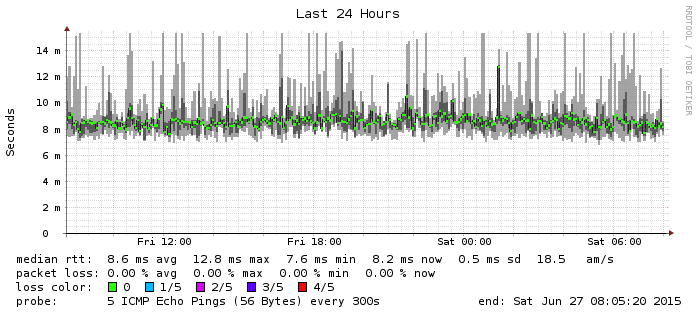 Last 24 Hours
RRDTOOL / TOBI OETIKER
Seconds
14 m
12 m
10 m
8 m
6 m
4 m
2 m
0
Fri 12:00 Fri 18:00 Sat 00:00 Sat 06:00
median rtt: 8.6 ms avg 12.8 ms max 7.6 ms min 8.2 ms now 0.5 ms sd 18.5 am/s
packet loss: 0.00 % avg 0.00 % max 0.00 % min 0.00 % now
loss color: 0 1/5 2/5 3/5 4/5
probe: 5 ICMP Echo Pings (56 Bytes) every 300s end: Sat Jun 27 08:05:20 2015